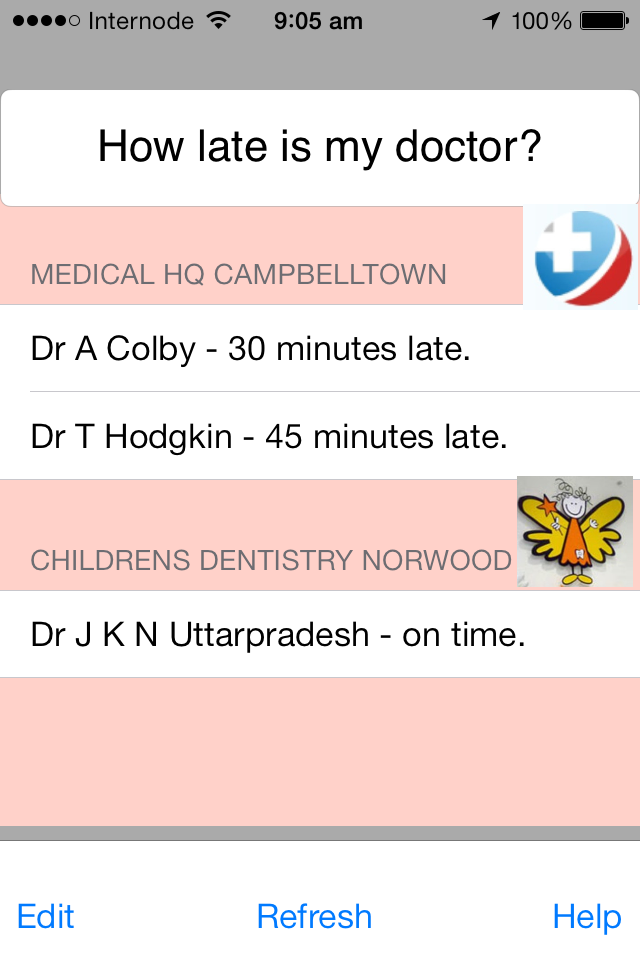 Internode 9:05 am 100%
How late is my doctor?
MEDICAL HQ CAMPBELLTOWN
Dr A Colby - 30 minutes late.
Dr T Hodgkin - 45 minutes late.
CHILDRENS DENTISTRY NORWOOD
Dr J K N Uttarpradesh - on time.
Edit Refresh Help